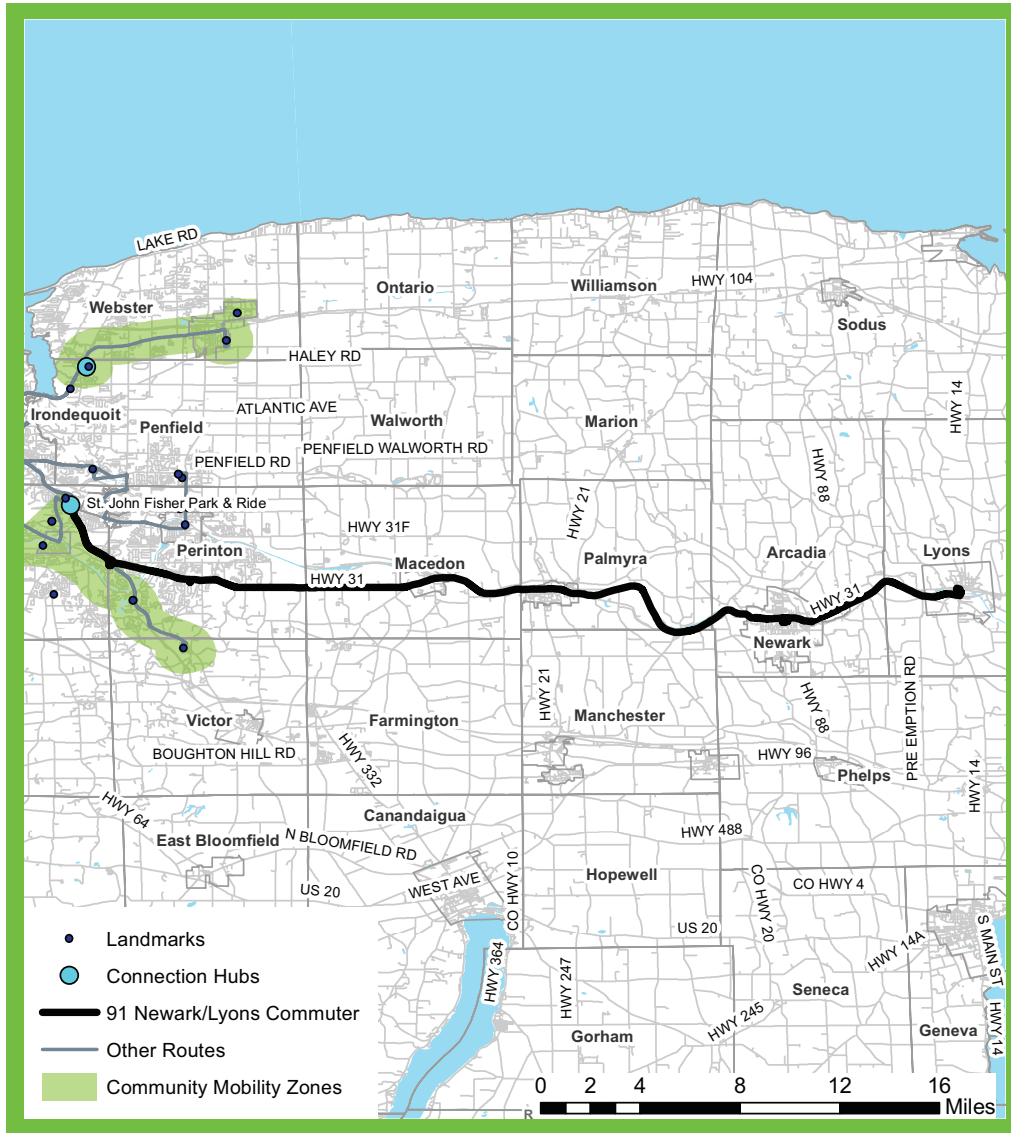 LAKE RD
Ontario
Williamson
HWY 104
Webster
Sodus
HALEY RD
HWY 14
ATLANTIC AVE
Irondequoit
Walworth
Marion
Penfield
PENFIELD WALWORTH RD
PENFIELD RD
HWY 88
St. John Fisher Park & Ride
HWY 21
HWY 31F
Perinton
Macedon
Palmyra
Arcadia
Lyons
HWY 31
HWY 31
Newark
HWY 21
PRE EMPTION RD
HWY 88
Victor
Farmington
Manchester
BOUGHTON HILL RD
HWY 332
HWY 96
Phelps
HWY 14
HWY 64
Canandaigua
East Bloomfield
N BLOOMFIELD RD
HWY 488
Hopewell
WEST AVE
CO HWY 10
US 20
CO HWY 20
CO HWY 4
US 20
HWY 14A
S MAIN ST
HWY 364
HWY 247
Seneca
HWY 245
Gorham
Geneva
HWY 14
Landmarks
Connection Hubs
91 Newark/Lyons Commuter
Other Routes
Community Mobility Zones
0 2 4 8 12 16
Miles
R